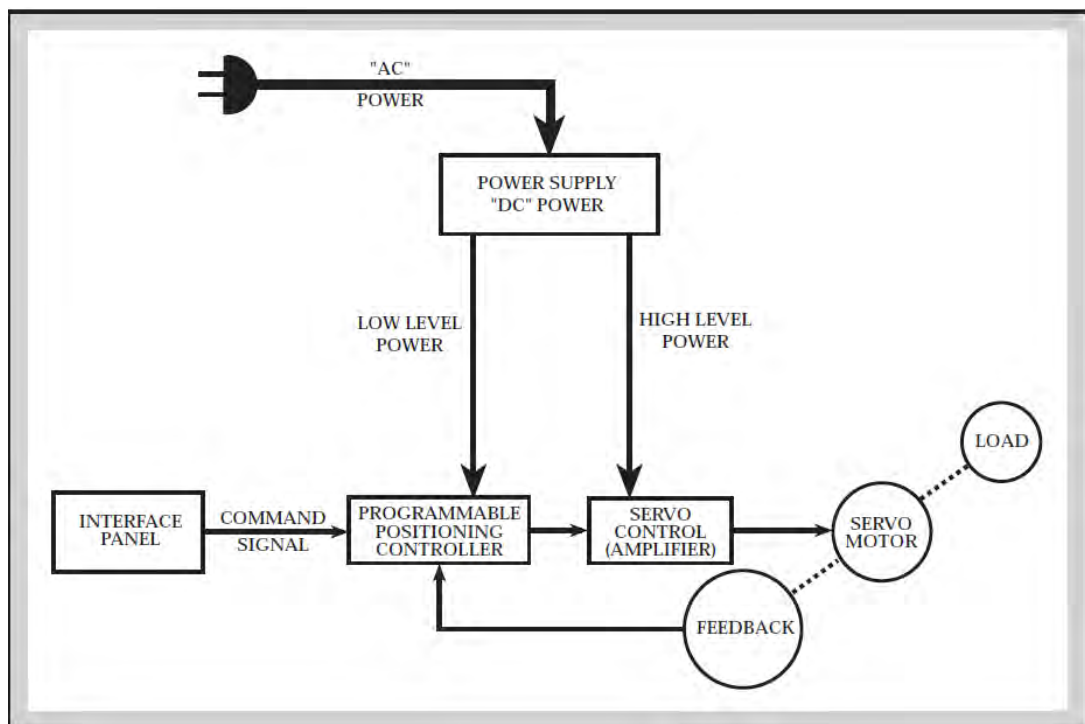 "AC"
POWER
POWER SUPPLY
"DC" POWER
LOW LEVEL
POWER
HIGH LEVEL
POWER
LOAD
INTERFACE
PANEL
COMMAND
SIGNAL
PROGRAMMABLE
POSITIONING
CONTROLLER
SERVO
CONTROL
(AMPLIFIER)
SERVO
MOTOR
FEEDBACK